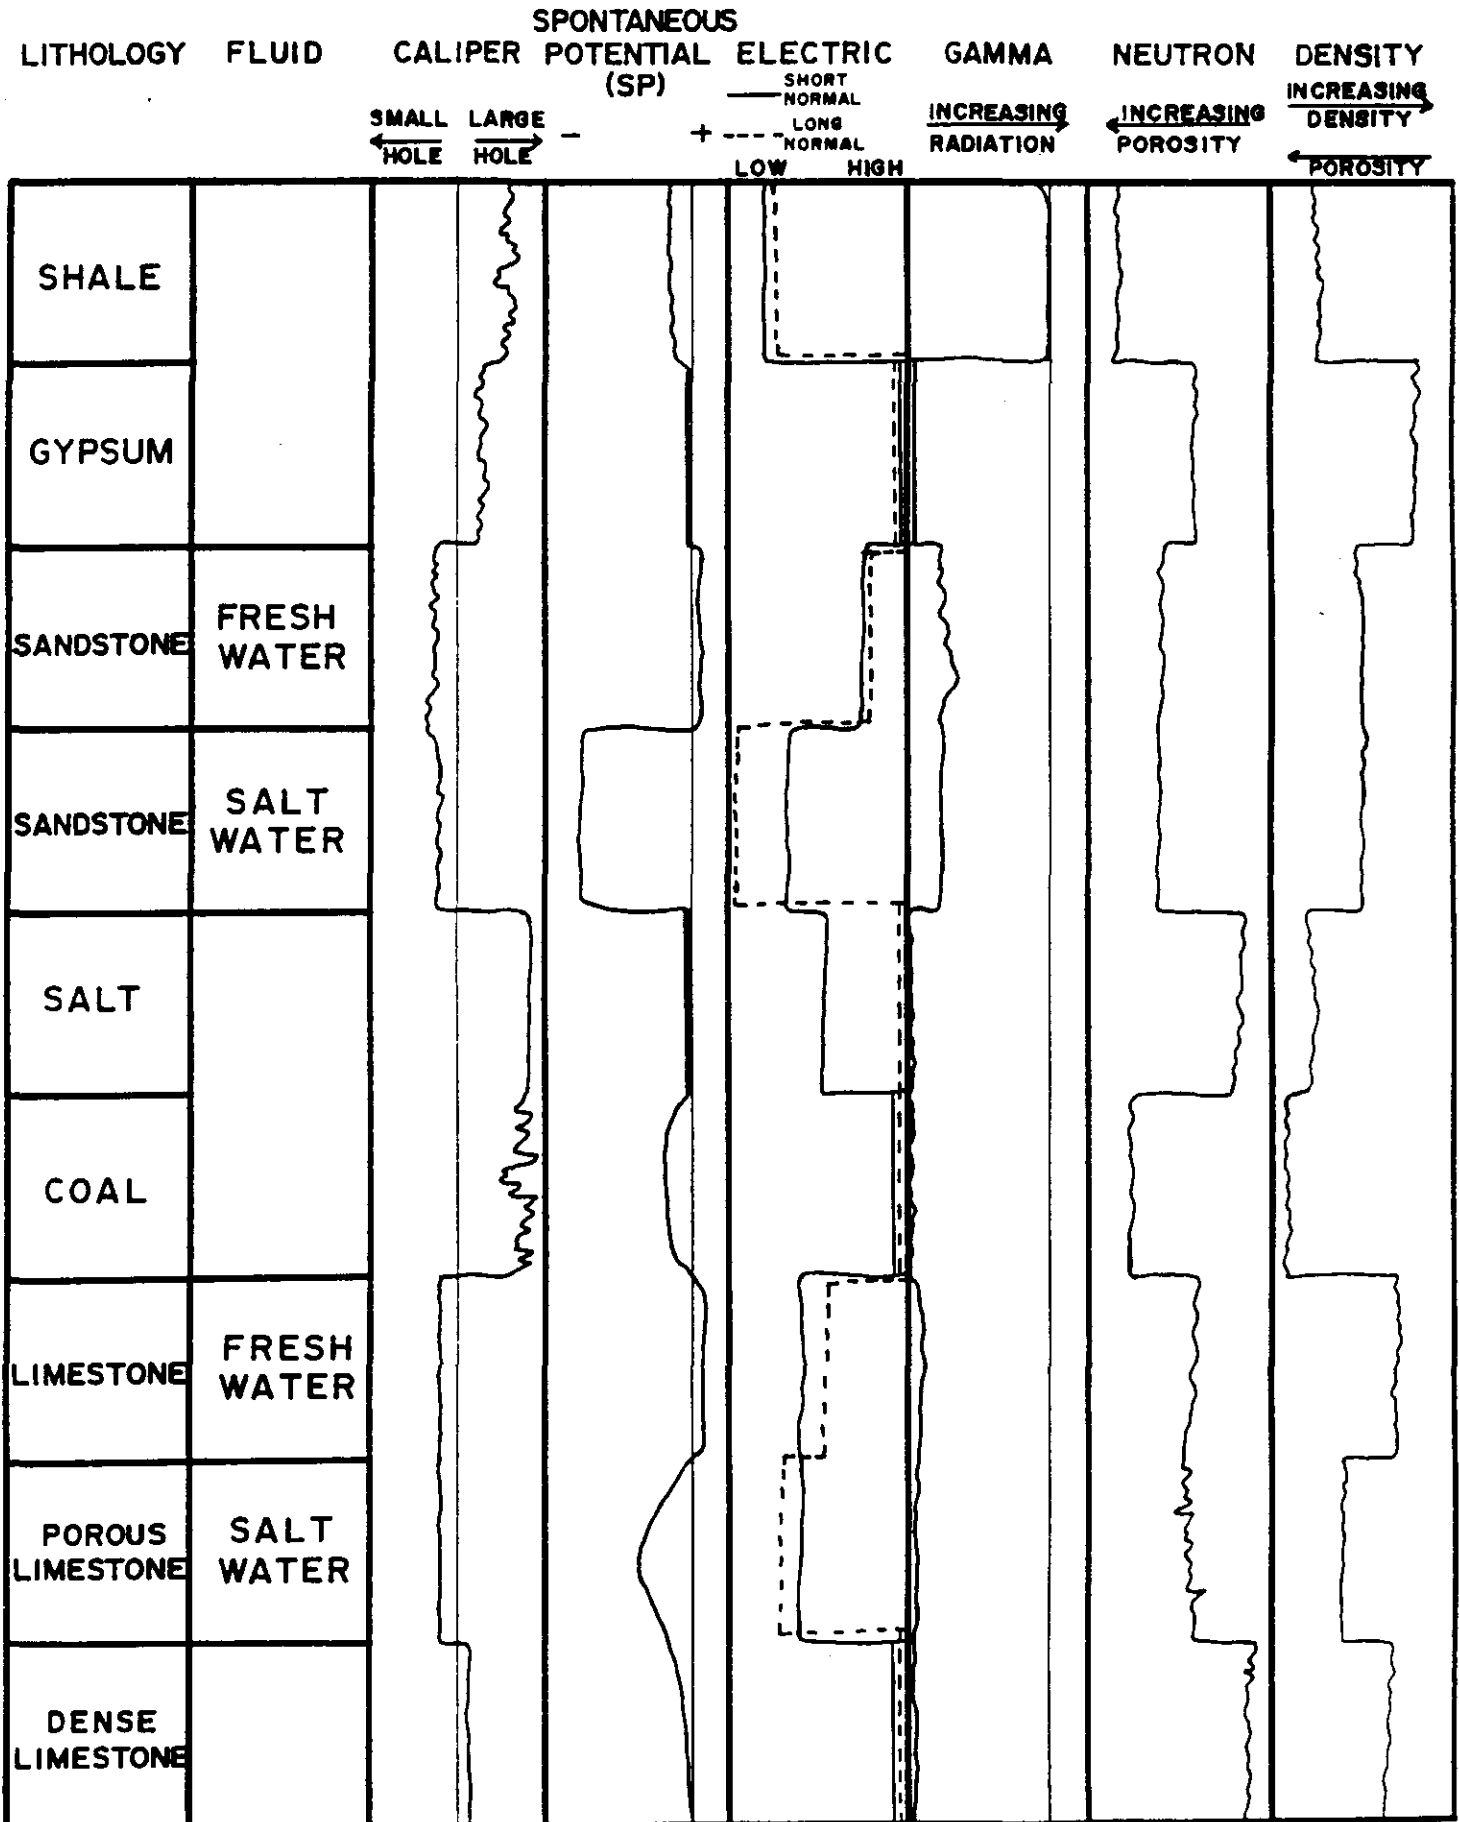 LITHOLOGY
FLUID
CALIPER
SMALL
HOLE
LARGE
HOLE
SPONTANEOUS
POTENTIAL
(SP)
-
+
ELECTRIC
SHORT
NORMAL
LONG
NORMAL
LOW
HIGH
GAMMA
INCREASING
RADIATION
NEUTRON
INCREASING
POROSITY
DENSITY
INCREASING
DENSITY
POROSITY
SHALE
GYPSUM
SANDSTONE
FRESH
WATER
SANDSTONE
SALT
WATER
SALT
COAL
LIMESTONE
FRESH
WATER
POROUS
LIMESTONE
SALT
WATER
DENSE
LIMESTONE